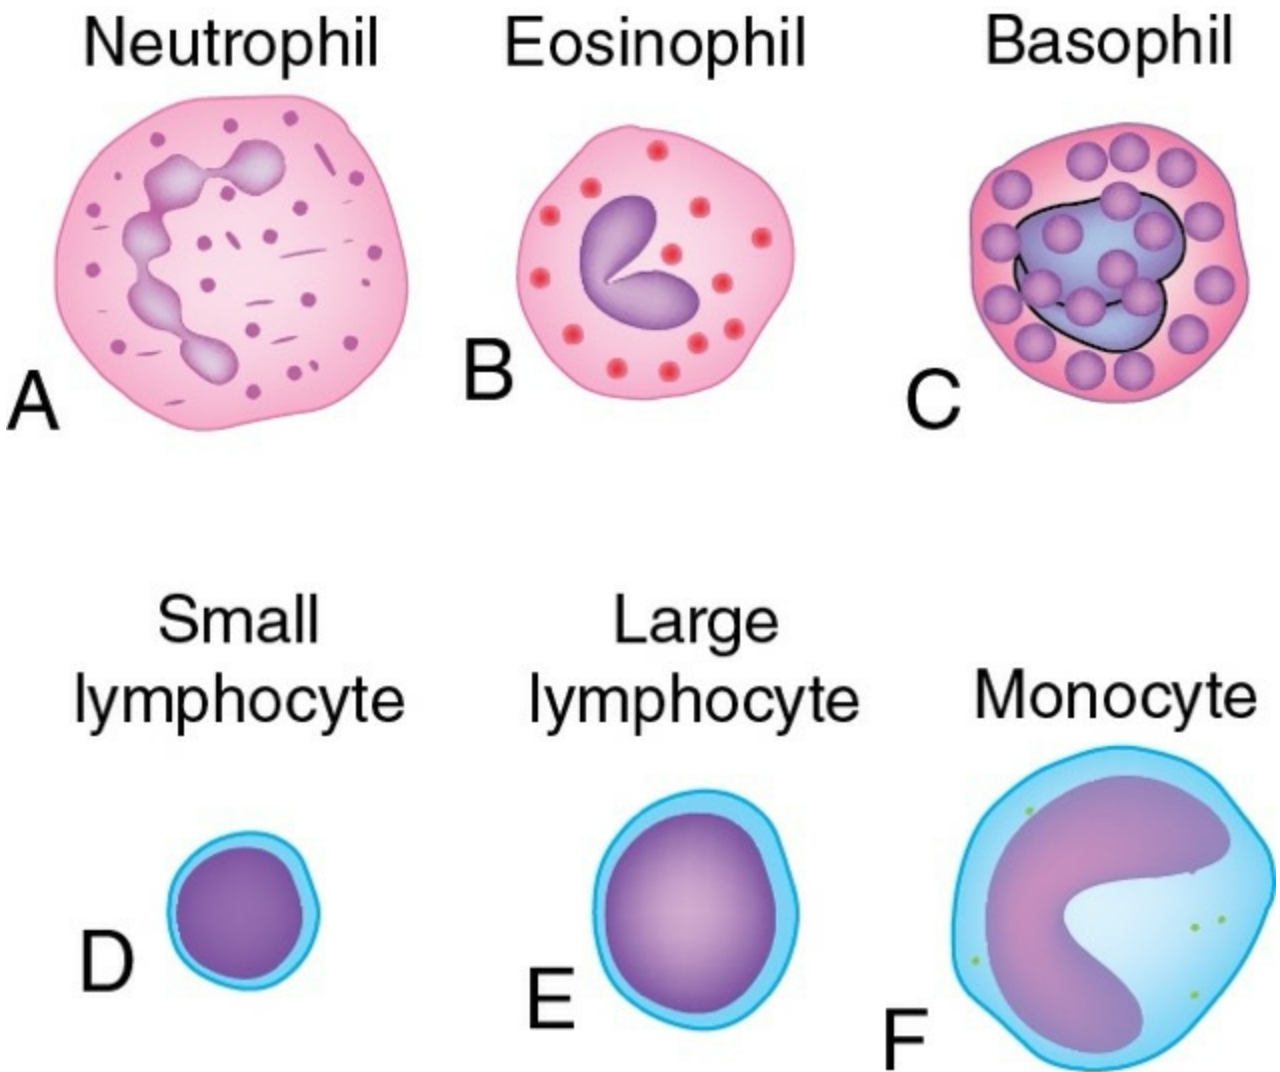 Neutrophil
Eosinophil
Basophil
A
B
C
Small
lymphocyte
Large
lymphocyte
Monocyte
D
E
F